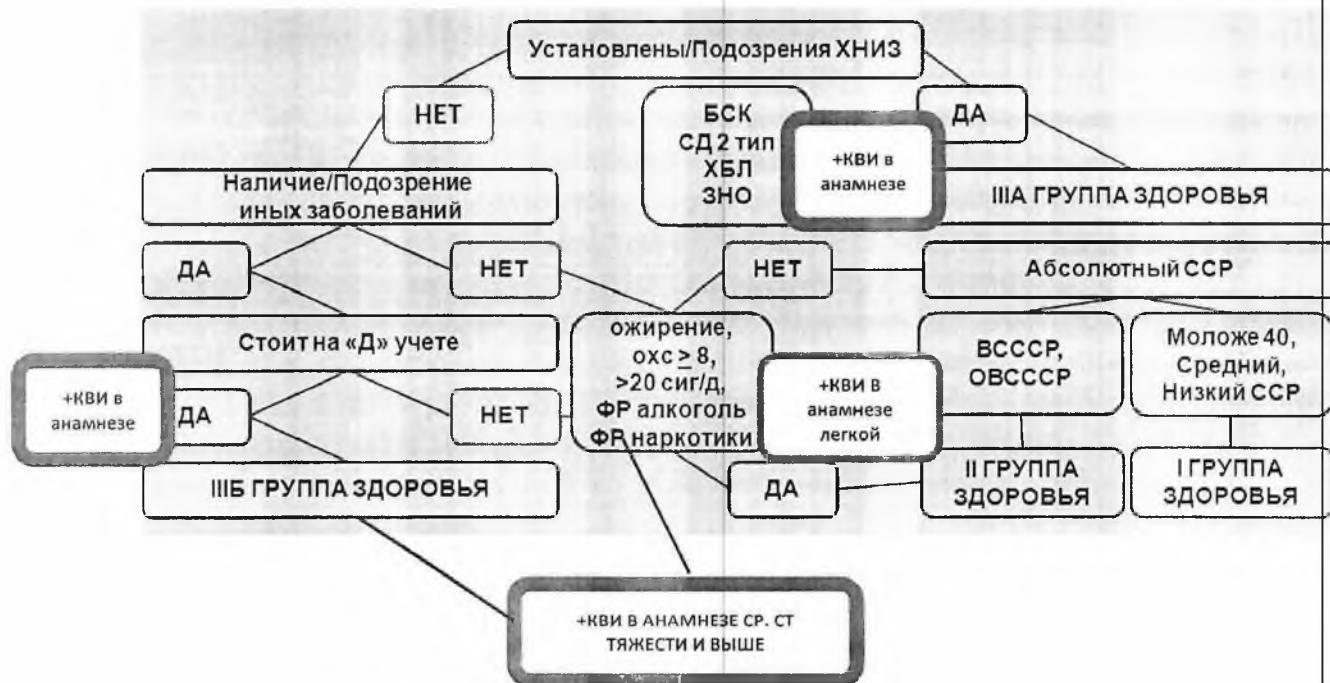 Установлены/Подозрения ХНИЗ
НЕТ
БСК
СД 2 тип
ХБЛ
ЗНО
+КВИ в
анамнезе
ДА
Наличие/Подозрение
иных заболеваний
IIIА ГРУППА ЗДОРОВЬЯ
ДА
НЕТ
НЕТ
Абсолютный ССР
Стоит на «Д» учете
ожирение,
охс ≥ 8,
>20 сиг/д,
ФР алкоголь
ФР наркотики
ВСССР,
ОВСССР
Моложе 40,
Средний,
Низкий ССР
+КВИ в
анамнезе
ДА
НЕТ
+КВИ В
анамнезе
легкой
IIIБ ГРУППА ЗДОРОВЬЯ
ДА
II ГРУППА
ЗДОРОВЬЯ
I ГРУППА
ЗДОРОВЬЯ
+КВИ В АНАМНЕЗЕ СР. СТ
ТЯЖЕСТИ И ВЫШЕ